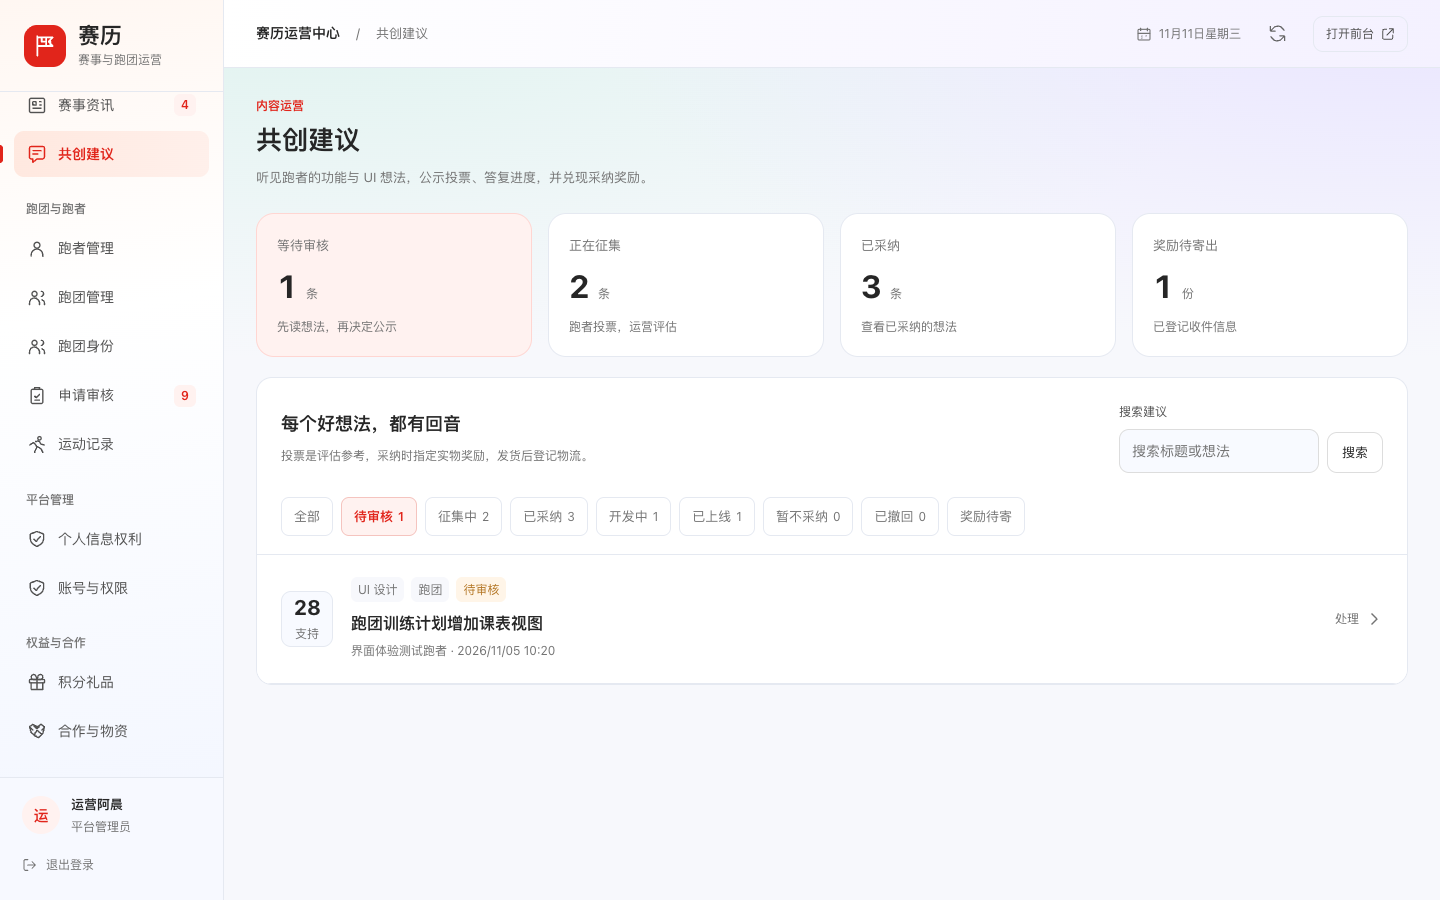 赛历
赛事与跑团运营
赛事资讯 4
共创建议
跑团与跑者
跑者管理
跑团管理
跑团身份
申请审核 9
运动记录
平台管理
个人信息权利
账号与权限
权益与合作
积分礼品
合作与物资
运
运营阿晨
平台管理员
退出登录
赛历运营中心 / 共创建议
11月11日星期三
打开前台
内容运营
共创建议
听见跑者的功能与 UI 想法，公示投票、答复进度，并兑现采纳奖励。
等待审核
1 条
先读想法，再决定公示
正在征集
2 条
跑者投票，运营评估
已采纳
3 条
查看已采纳的想法
奖励待寄出
1 份
已登记收件信息
每个好想法，都有回音
投票是评估参考，采纳时指定实物奖励，发货后登记物流。
搜索建议
搜索标题或想法
搜索
全部
待审核 1
征集中 2
已采纳 3
开发中 1
已上线 1
暂不采纳 0
已撤回 0
奖励待寄
28
支持
UI 设计 跑团 待审核
跑团训练计划增加课表视图
界面体验测试跑者 · 2026/11/05 10:20
处理